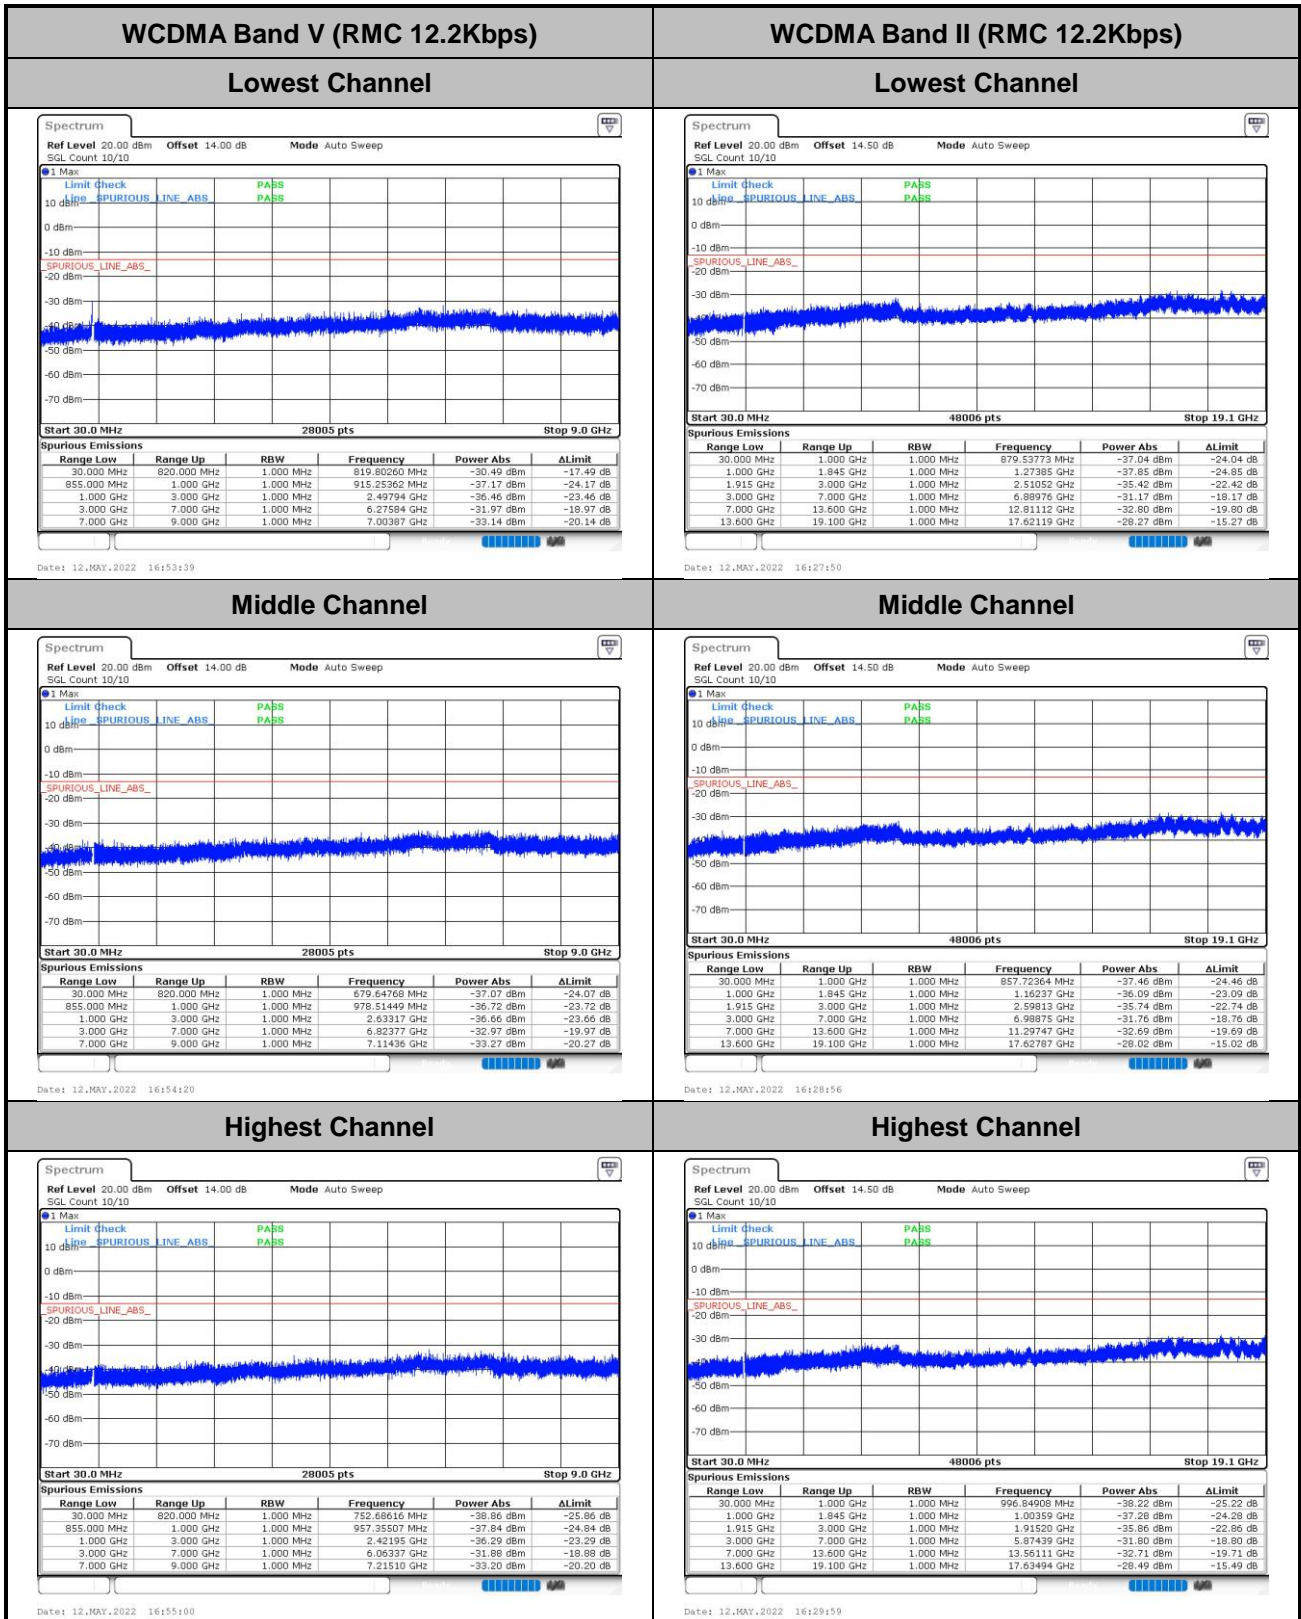 WCDMA Band V (RMC 12.2Kbps)
WCDMA Band II (RMC 12.2Kbps)
Lowest Channel
Lowest Channel
Spectrum
Ref Level 20.00 dBm Offset 14.00 dB Mode Auto Sweep
SGL Count 10/10
1 Max
Limit Check PASS
10 dBm Line _SPURIOUS_LINE_ABS_ PASS
0 dBm
-10 dBm
_SPURIOUS_LINE_ABS_
-20 dBm
-30 dBm
-40 dBm
-50 dBm
-60 dBm
-70 dBm
Start 30.0 MHz 28005 pts Stop 9.0 GHz
Spurious Emissions
Range Low Range Up RBW Frequency Power Abs ΔLimit
30.000 MHz 820.000 MHz 1.000 MHz 819.80260 MHz -30.49 dBm -17.49 dB
855.000 MHz 1.000 GHz 1.000 MHz 915.25362 MHz -37.17 dBm -24.17 dB
1.000 GHz 3.000 GHz 1.000 MHz 2.49794 GHz -36.46 dBm -23.46 dB
3.000 GHz 7.000 GHz 1.000 MHz 6.27584 GHz -31.97 dBm -18.97 dB
7.000 GHz 9.000 GHz 1.000 MHz 7.00387 GHz -33.14 dBm -20.14 dB
Date: 12.MAY.2022 16:53:39
Spectrum
Ref Level 20.00 dBm Offset 14.50 dB Mode Auto Sweep
SGL Count 10/10
1 Max
Limit Check PASS
10 dBm Line _SPURIOUS_LINE_ABS_ PASS
0 dBm
-10 dBm
_SPURIOUS_LINE_ABS_
-20 dBm
-30 dBm
-50 dBm
-60 dBm
-70 dBm
Start 30.0 MHz 48006 pts Stop 19.1 GHz
Spurious Emissions
Range Low Range Up RBW Frequency Power Abs ΔLimit
30.000 MHz 1.000 GHz 1.000 MHz 879.53773 MHz -37.04 dBm -24.04 dB
1.000 GHz 1.845 GHz 1.000 MHz 1.27385 GHz -37.85 dBm -24.85 dB
1.915 GHz 3.000 GHz 1.000 MHz 2.51052 GHz -35.42 dBm -22.42 dB
3.000 GHz 7.000 GHz 1.000 MHz 6.88976 GHz -31.17 dBm -18.17 dB
7.000 GHz 13.600 GHz 1.000 MHz 12.81112 GHz -32.80 dBm -19.80 dB
13.600 GHz 19.100 GHz 1.000 MHz 17.62119 GHz -28.27 dBm -15.27 dB
Date: 12.MAY.2022 16:27:50
Middle Channel
Middle Channel
Spectrum
Ref Level 20.00 dBm Offset 14.00 dB Mode Auto Sweep
SGL Count 10/10
1 Max
Limit Check PASS
10 dBm Line _SPURIOUS_LINE_ABS_ PASS
0 dBm
-10 dBm
_SPURIOUS_LINE_ABS_
-20 dBm
-30 dBm
-40 dBm
-50 dBm
-60 dBm
-70 dBm
Start 30.0 MHz 28005 pts Stop 9.0 GHz
Spurious Emissions
Range Low Range Up RBW Frequency Power Abs ΔLimit
30.000 MHz 820.000 MHz 1.000 MHz 679.64768 MHz -37.07 dBm -24.07 dB
855.000 MHz 1.000 GHz 1.000 MHz 978.51449 MHz -36.72 dBm -23.72 dB
1.000 GHz 3.000 GHz 1.000 MHz 2.63317 GHz -36.66 dBm -23.66 dB
3.000 GHz 7.000 GHz 1.000 MHz 6.82377 GHz -32.97 dBm -19.97 dB
7.000 GHz 9.000 GHz 1.000 MHz 7.11436 GHz -33.27 dBm -20.27 dB
Date: 12.MAY.2022 16:54:20
Spectrum
Ref Level 20.00 dBm Offset 14.50 dB Mode Auto Sweep
SGL Count 10/10
1 Max
Limit Check PASS
10 dBm Line _SPURIOUS_LINE_ABS_ PASS
0 dBm
-10 dBm
_SPURIOUS_LINE_ABS_
-20 dBm
-30 dBm
-50 dBm
-60 dBm
-70 dBm
Start 30.0 MHz 48006 pts Stop 19.1 GHz
Spurious Emissions
Range Low Range Up RBW Frequency Power Abs ΔLimit
30.000 MHz 1.000 GHz 1.000 MHz 857.72364 MHz -37.46 dBm -24.46 dB
1.000 GHz 1.845 GHz 1.000 MHz 1.16237 GHz -36.09 dBm -23.09 dB
1.915 GHz 3.000 GHz 1.000 MHz 2.59813 GHz -35.74 dBm -22.74 dB
3.000 GHz 7.000 GHz 1.000 MHz 6.98875 GHz -31.76 dBm -18.76 dB
7.000 GHz 13.600 GHz 1.000 MHz 11.29747 GHz -32.69 dBm -19.69 dB
13.600 GHz 19.100 GHz 1.000 MHz 17.62787 GHz -28.02 dBm -15.02 dB
Date: 12.MAY.2022 16:28:56
Highest Channel
Highest Channel
Spectrum
Ref Level 20.00 dBm Offset 14.00 dB Mode Auto Sweep
SGL Count 10/10
1 Max
Limit Check PASS
10 dBm Line _SPURIOUS_LINE_ABS_ PASS
0 dBm
-10 dBm
_SPURIOUS_LINE_ABS_
-20 dBm
-30 dBm
-40 dBm
-50 dBm
-60 dBm
-70 dBm
Start 30.0 MHz 28005 pts Stop 9.0 GHz
Spurious Emissions
Range Low Range Up RBW Frequency Power Abs ΔLimit
30.000 MHz 820.000 MHz 1.000 MHz 752.68616 MHz -38.86 dBm -25.86 dB
855.000 MHz 1.000 GHz 1.000 MHz 957.35507 MHz -37.84 dBm -24.84 dB
1.000 GHz 3.000 GHz 1.000 MHz 2.42195 GHz -36.29 dBm -23.29 dB
3.000 GHz 7.000 GHz 1.000 MHz 6.06337 GHz -31.88 dBm -18.88 dB
7.000 GHz 9.000 GHz 1.000 MHz 7.21510 GHz -33.20 dBm -20.20 dB
Date: 12.MAY.2022 16:55:00
Spectrum
Ref Level 20.00 dBm Offset 14.50 dB Mode Auto Sweep
SGL Count 10/10
1 Max
Limit Check PASS
10 dBm Line _SPURIOUS_LINE_ABS_ PASS
0 dBm
-10 dBm
_SPURIOUS_LINE_ABS_
-20 dBm
-30 dBm
-50 dBm
-60 dBm
-70 dBm
Start 30.0 MHz 48006 pts Stop 19.1 GHz
Spurious Emissions
Range Low Range Up RBW Frequency Power Abs ΔLimit
30.000 MHz 1.000 GHz 1.000 MHz 996.84908 MHz -38.22 dBm -25.22 dB
1.000 GHz 1.845 GHz 1.000 MHz 1.00359 GHz -37.28 dBm -24.28 dB
1.915 GHz 3.000 GHz 1.000 MHz 1.91520 GHz -35.86 dBm -22.86 dB
3.000 GHz 7.000 GHz 1.000 MHz 5.87439 GHz -31.80 dBm -18.80 dB
7.000 GHz 13.600 GHz 1.000 MHz 13.56111 GHz -32.71 dBm -19.71 dB
13.600 GHz 19.100 GHz 1.000 MHz 17.63494 GHz -28.49 dBm -15.49 dB
Date: 12.MAY.2022 16:29:59